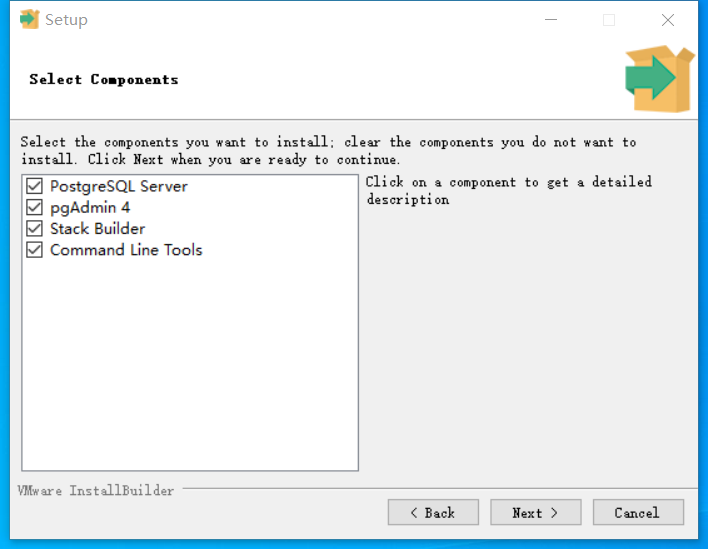 Setup
Select Components
Select the components you want to install; clear the components you do not want to
install. Click Next when you are ready to continue.
PostgreSQL Server
pgAdmin 4
Stack Builder
Command Line Tools
Click on a component to get a detailed
description
VMware InstallBuilder
< Back
Next >
Cancel